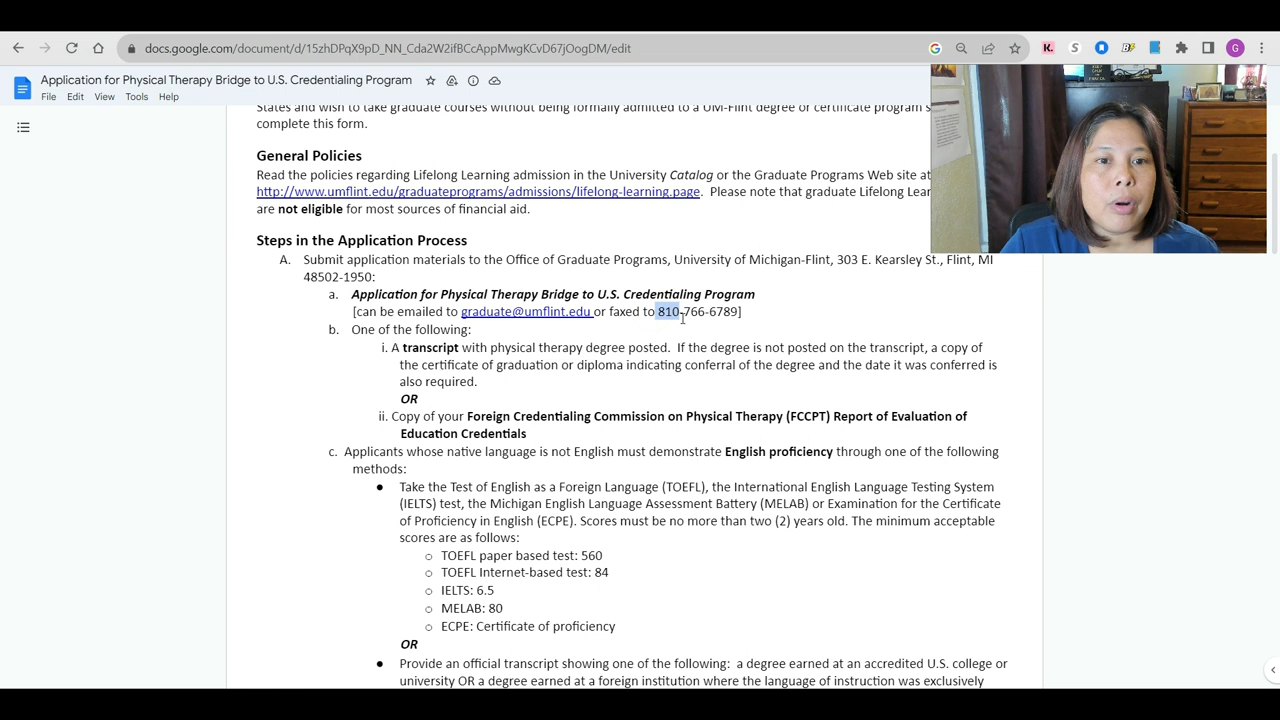 docs.google.com/document/d/15zhDPqX9pD_NN_Cda2W2ifBCcAppMwgKCvD67jOogDM/edit
Application for Physical Therapy Bridge to U.S. Credentialing Program
File Edit View Tools Help
States and wish to take graduate courses without being formally admitted to a UM-Flint degree or certificate program s
complete this form.
General Policies
Read the policies regarding Lifelong Learning admission in the University Catalog or the Graduate Programs Web site at
http://www.umflint.edu/graduateprograms/admissions/lifelong-learning.page. Please note that graduate Lifelong Lear
are not eligible for most sources of financial aid.
Steps in the Application Process
A. Submit application materials to the Office of Graduate Programs, University of Michigan-Flint, 303 E. Kearsley St., Flint, MI
48502-1950:
a. Application for Physical Therapy Bridge to U.S. Credentialing Program
[can be emailed to graduate@umflint.edu or faxed to 810-766-6789]
b. One of the following:
i. A transcript with physical therapy degree posted. If the degree is not posted on the transcript, a copy of
the certificate of graduation or diploma indicating conferral of the degree and the date it was conferred is
also required.
OR
ii. Copy of your Foreign Credentialing Commission on Physical Therapy (FCCPT) Report of Evaluation of
Education Credentials
c. Applicants whose native language is not English must demonstrate English proficiency through one of the following
methods:
● Take the Test of English as a Foreign Language (TOEFL), the International English Language Testing System
(IELTS) test, the Michigan English Language Assessment Battery (MELAB) or Examination for the Certificate
of Proficiency in English (ECPE). Scores must be no more than two (2) years old. The minimum acceptable
scores are as follows:
○ TOEFL paper based test: 560
○ TOEFL Internet-based test: 84
○ IELTS: 6.5
○ MELAB: 80
○ ECPE: Certificate of proficiency
OR
● Provide an official transcript showing one of the following: a degree earned at an accredited U.S. college or
university OR a degree earned at a foreign institution where the language of instruction was exclusively